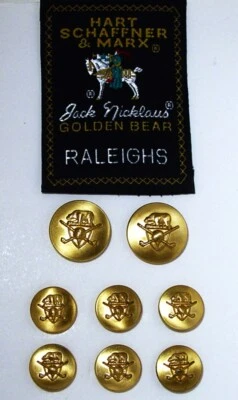 HART
SCHAFFNER
& MARX®
®
Jack Nicklaus®
GOLDEN BEAR
RALEIGHS